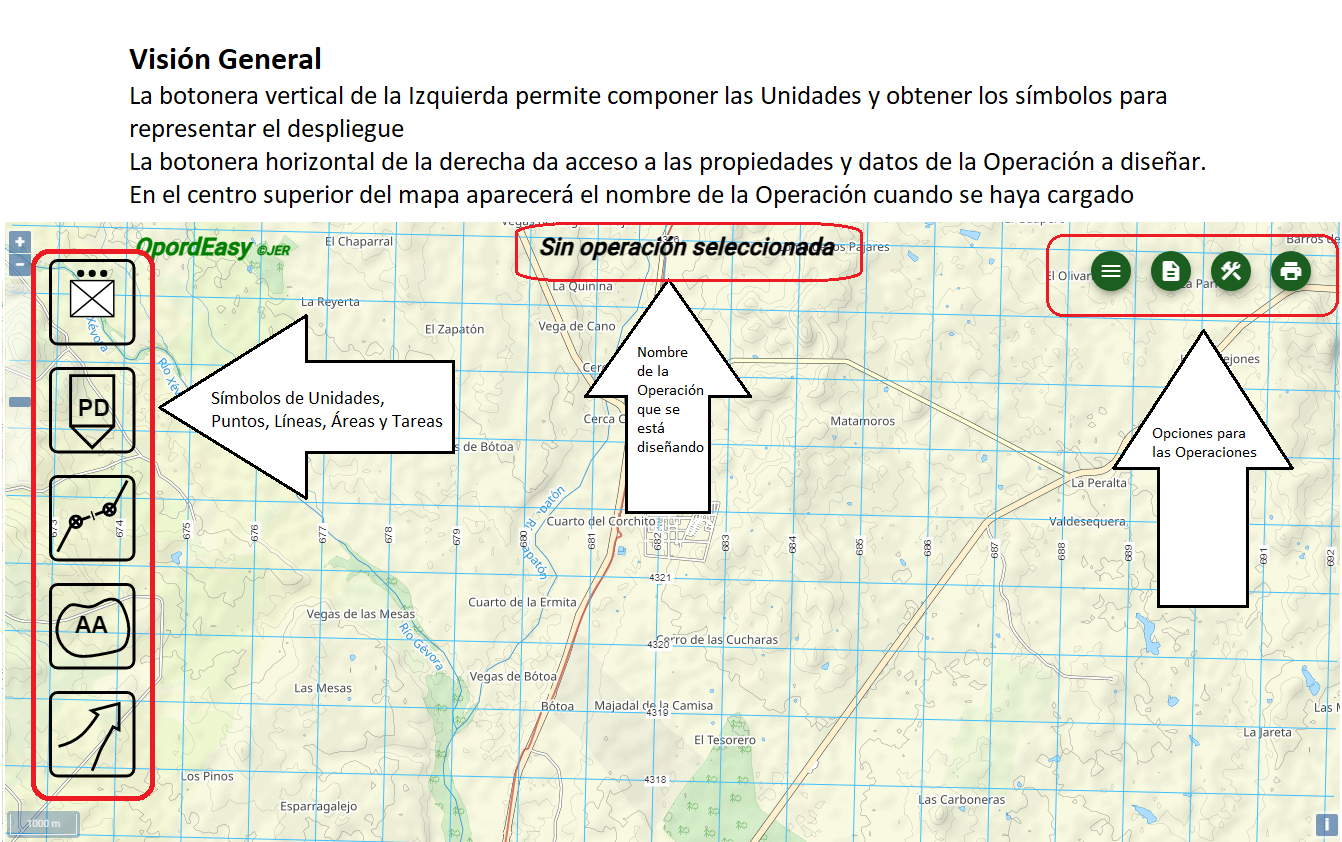 Visión General
La botonera vertical de la Izquierda permite componer las Unidades y obtener los símbolos para
representar el despliegue
La botonera horizontal de la derecha da acceso a las propiedades y datos de la Operación a diseñar.
En el centro superior del mapa aparecerá el nombre de la Operación cuando se haya cargado
+
−
OpordEasy ©JER
El Chaparral
Sin operación seleccionada
Pajares
Barros de
El Olivar
La Quinina
La Reyerta
El Zapatón
Vega de Cano
Nombre
de la
Operación
que se
está
diseñando
Símbolos de Unidades,
Puntos, Líneas, Áreas y Tareas
PD
Cerca
Matamoros
Opciones para
las Operaciones
de Bótoa
La Peralta
Cuarto del Corchito
Valdesequera
673
674
675
676
677
678
679
680
681
682
683
684
685
686
687
688
689
691
692
4321
Vegas de las Mesas
Cuarto de la Ermita
AA
Río Gévora
4320
Cerro de las Cucharas
Vegas de Bótoa
Las Mesas
Bótoa
Majadal de la Camisa
4319
El Tesorero
La Jareta
Los Pinos
4318
Esparragalejo
Las Carboneras
1000 m
i